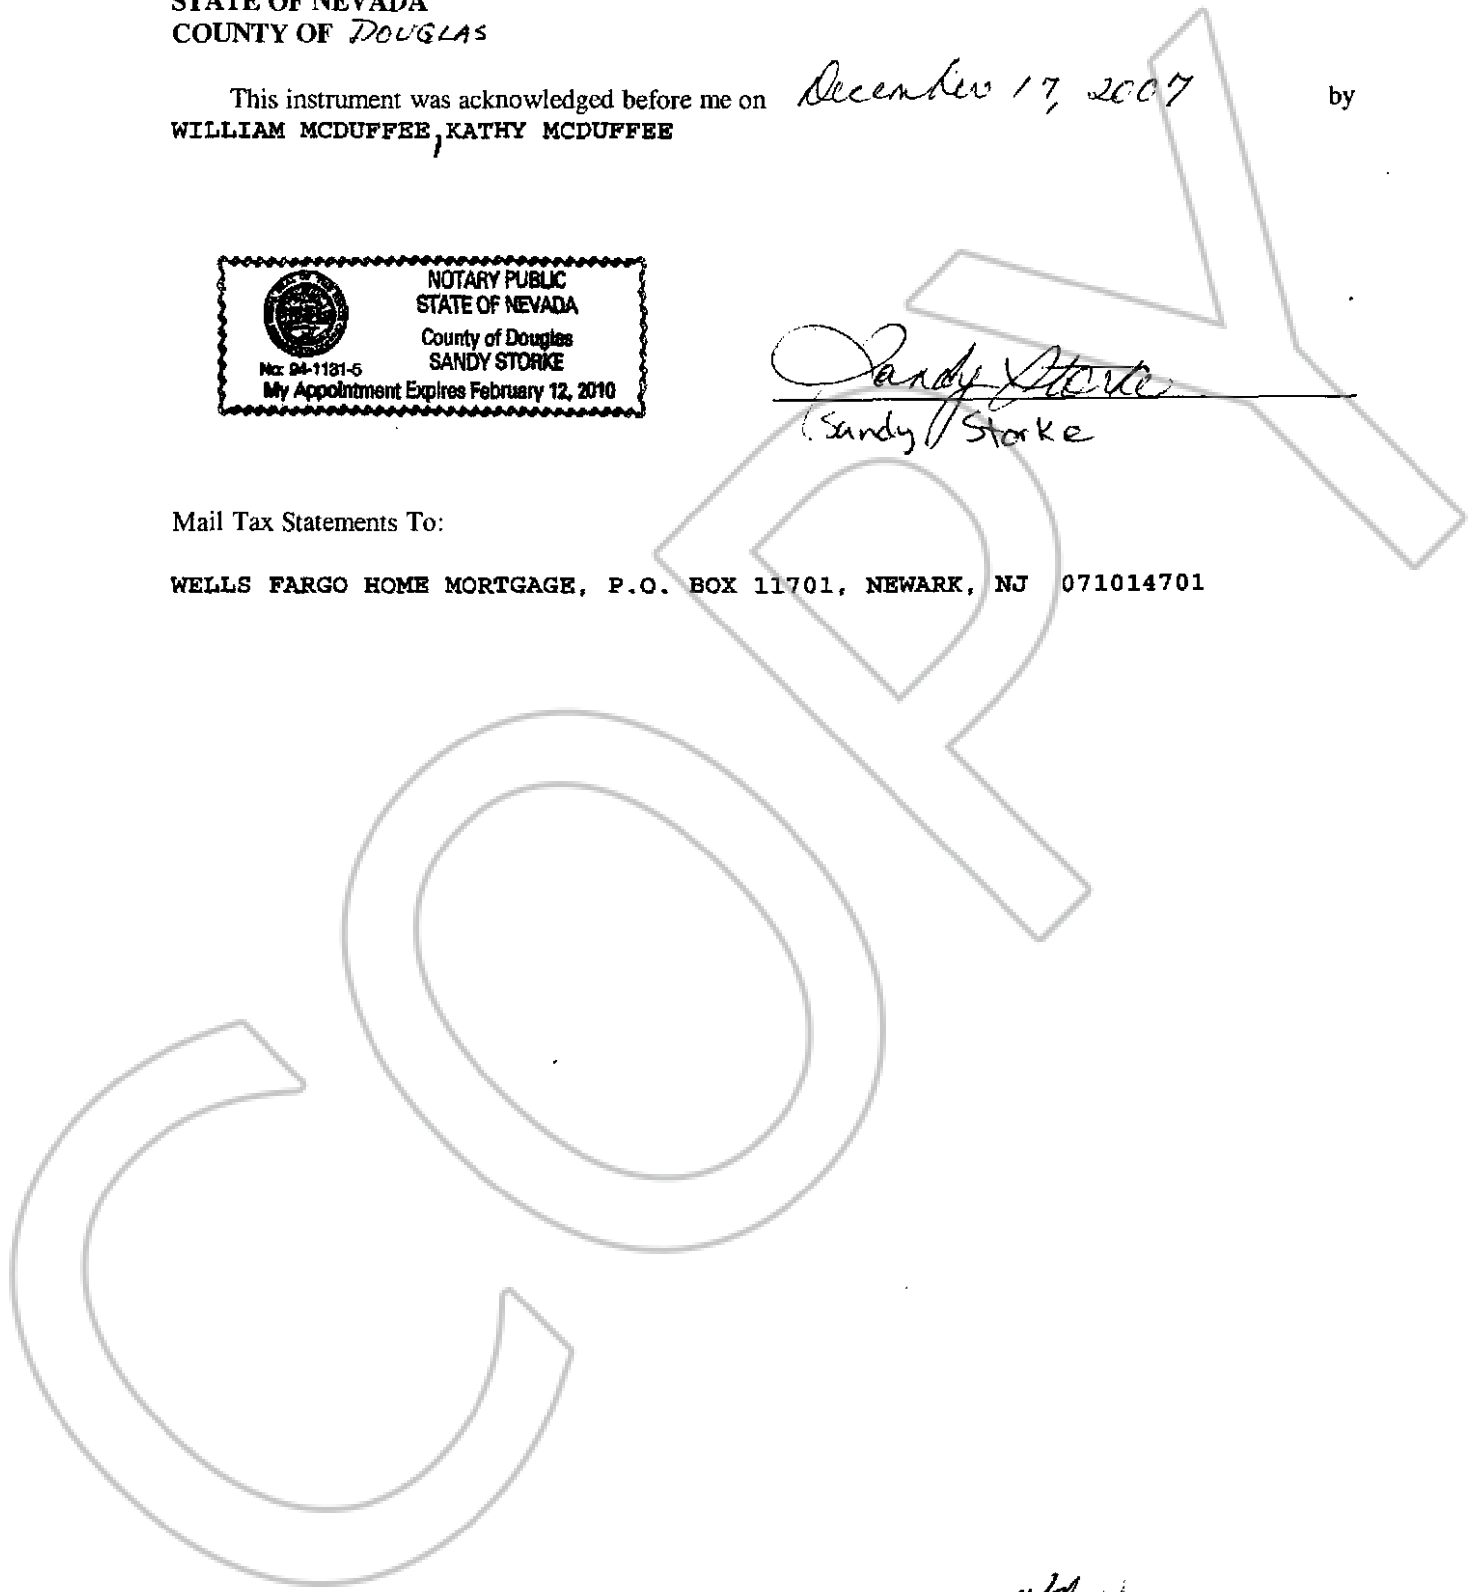 STATE OF NEVADA
COUNTY OF DOUGLAS
This instrument was acknowledged before me on December 17, 2007 by
WILLIAM MCDUFFEE, KATHY MCDUFFEE
NOTARY PUBLIC
STATE OF NEVADA
County of Douglas
SANDY STORKE
No: 94-1131-5
My Appointment Expires February 12, 2010
Sandy Storke
(Sandy Storke
Mail Tax Statements To:
WELLS FARGO HOME MORTGAGE, P.O. BOX 11701, NEWARK, NJ 071014701
COPY